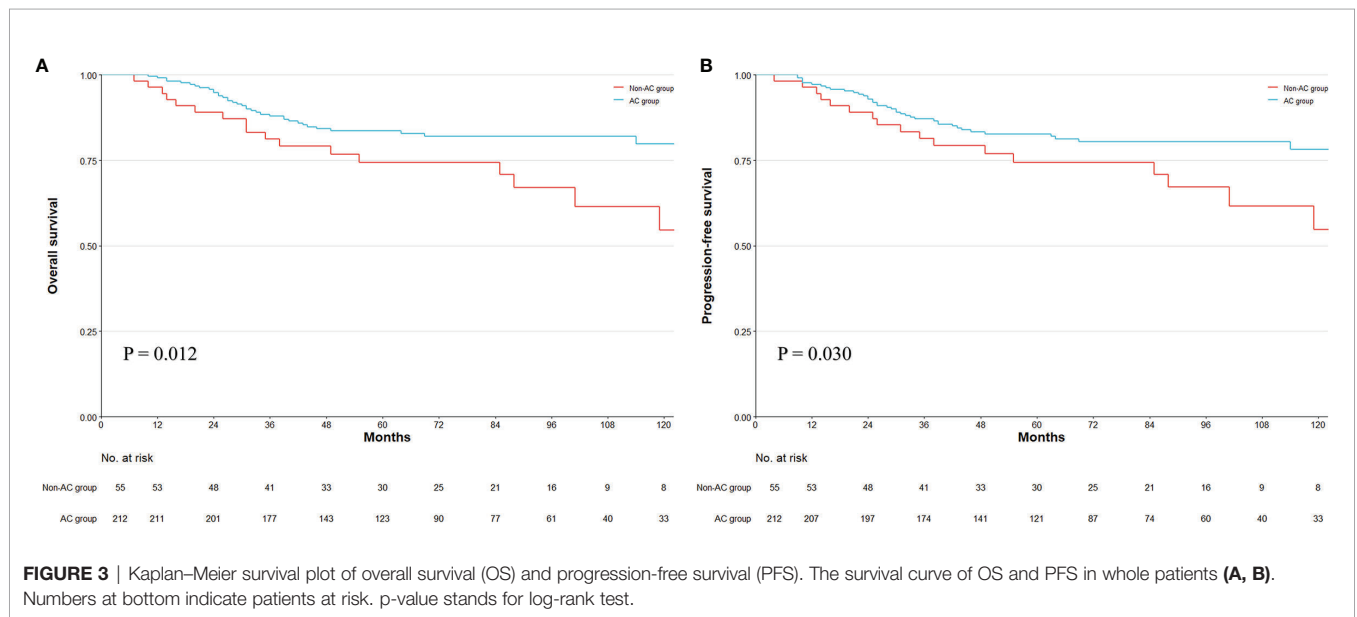 A
1.00
0.75
0.50
0.25
0.00
Overall survival
Non-AC group
AC group
P = 0.012
0 12 24 36 48 60 72 84 96 108 120
Months
No. at risk
Non-AC group 55 53 48 41 33 30 25 21 16 9 8
AC group 212 211 201 177 143 123 90 77 61 40 33
B
1.00
0.75
0.50
0.25
0.00
Progression-free survival
Non-AC group
AC group
P = 0.030
0 12 24 36 48 60 72 84 96 108 120
Months
No. at risk
Non-AC group 55 53 48 41 33 30 25 21 16 9 8
AC group 212 207 197 174 141 121 87 74 60 40 33
FIGURE 3 | Kaplan–Meier survival plot of overall survival (OS) and progression-free survival (PFS). The survival curve of OS and PFS in whole patients (A, B).
Numbers at bottom indicate patients at risk. p-value stands for log-rank test.